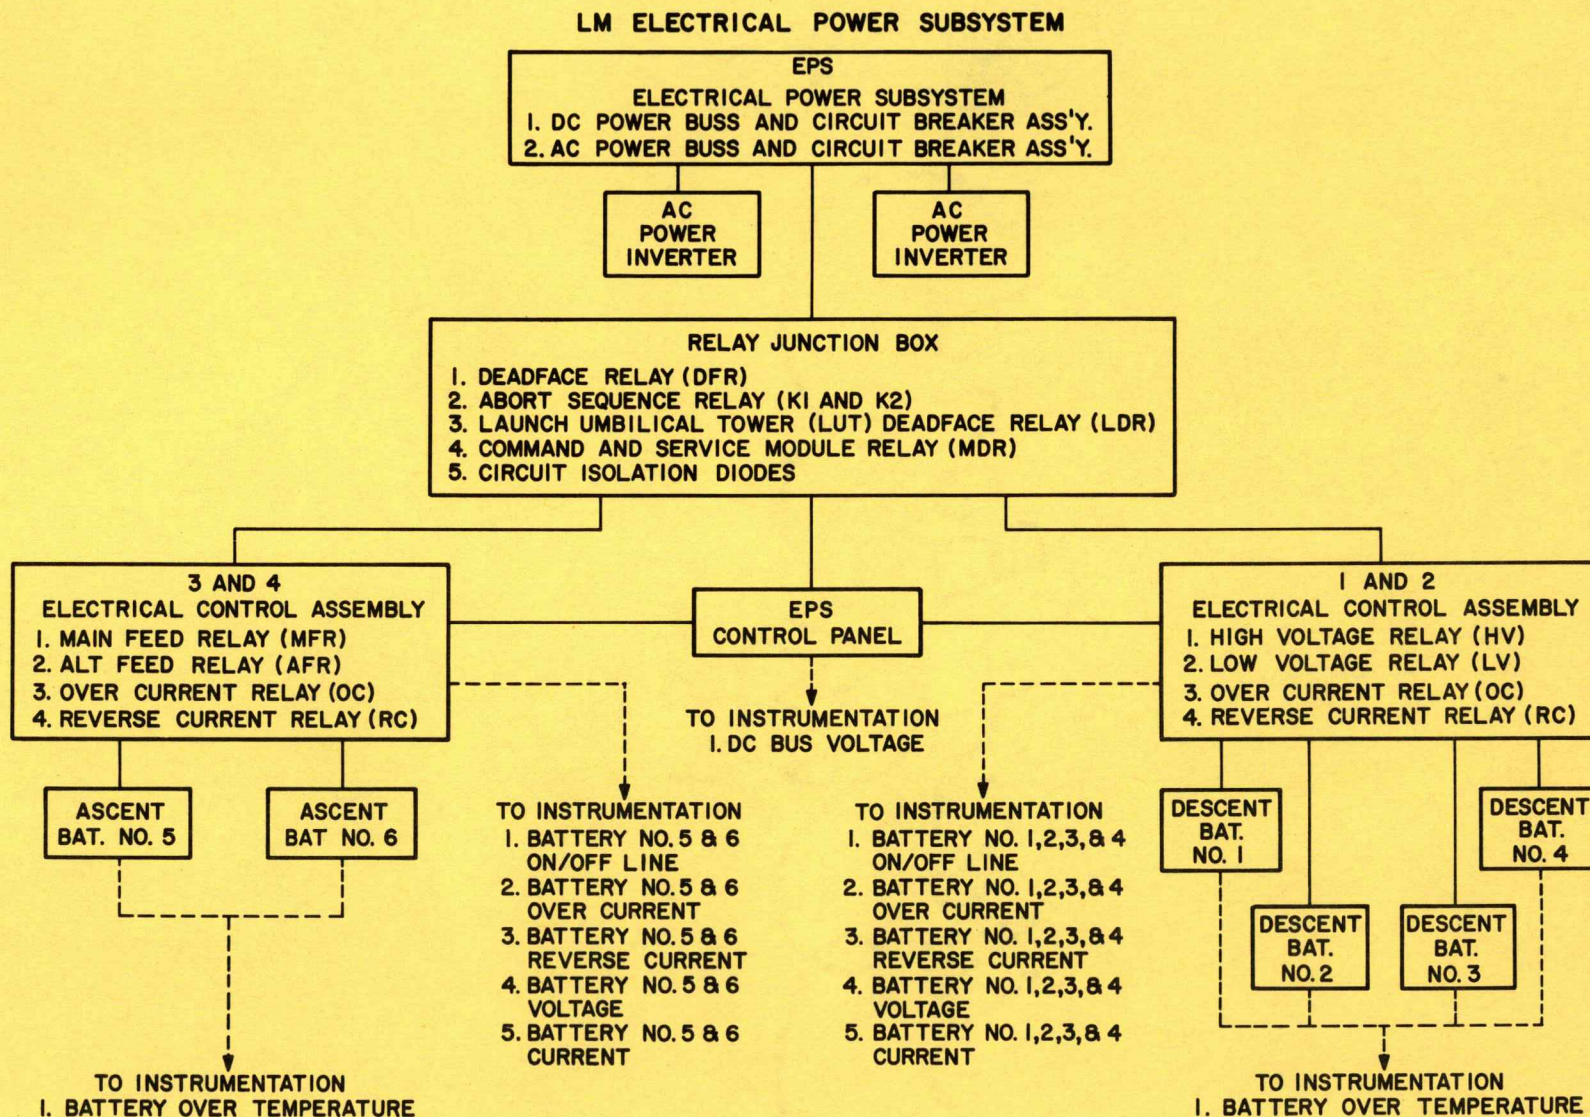 LM ELECTRICAL POWER SUBSYSTEM
EPS
ELECTRICAL POWER SUBSYSTEM
1. DC POWER BUSS AND CIRCUIT BREAKER ASS'Y.
2. AC POWER BUSS AND CIRCUIT BREAKER ASS'Y.
AC
POWER
INVERTER
AC
POWER
INVERTER
RELAY JUNCTION BOX
1. DEADFACE RELAY (DFR)
2. ABORT SEQUENCE RELAY (K1 AND K2)
3. LAUNCH UMBILICAL TOWER (LUT) DEADFACE RELAY (LDR)
4. COMMAND AND SERVICE MODULE RELAY (MDR)
5. CIRCUIT ISOLATION DIODES
3 AND 4
ELECTRICAL CONTROL ASSEMBLY
1. MAIN FEED RELAY (MFR)
2. ALT FEED RELAY (AFR)
3. OVER CURRENT RELAY (OC)
4. REVERSE CURRENT RELAY (RC)
EPS
CONTROL PANEL
1 AND 2
ELECTRICAL CONTROL ASSEMBLY
1. HIGH VOLTAGE RELAY (HV)
2. LOW VOLTAGE RELAY (LV)
3. OVER CURRENT RELAY (OC)
4. REVERSE CURRENT RELAY (RC)
TO INSTRUMENTATION
1. DC BUS VOLTAGE
ASCENT
BAT. NO. 5
ASCENT
BAT NO. 6
TO INSTRUMENTATION
1. BATTERY NO. 5 & 6
ON/OFF LINE
2. BATTERY NO. 5 & 6
OVER CURRENT
3. BATTERY NO. 5 & 6
REVERSE CURRENT
4. BATTERY NO. 5 & 6
VOLTAGE
5. BATTERY NO. 5 & 6
CURRENT
TO INSTRUMENTATION
1. BATTERY NO. 1,2,3,& 4
ON/OFF LINE
2. BATTERY NO. 1,2,3,& 4
OVER CURRENT
3. BATTERY NO. 1,2,3,& 4
REVERSE CURRENT
4. BATTERY NO. 1,2,3,& 4
VOLTAGE
5. BATTERY NO. 1,2,3,& 4
CURRENT
DESCENT
BAT.
NO. 1
DESCENT
BAT.
NO. 2
DESCENT
BAT.
NO. 3
DESCENT
BAT.
NO. 4
TO INSTRUMENTATION
1. BATTERY OVER TEMPERATURE
TO INSTRUMENTATION
1. BATTERY OVER TEMPERATURE